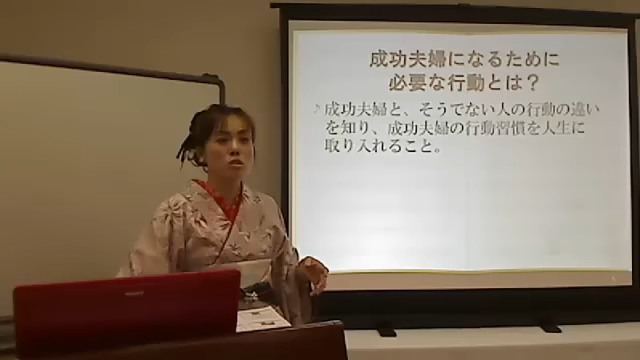 成功夫婦になるために
必要な行動とは？
♪成功夫婦と、そうでない人の行動の違い
を知り、成功夫婦の行動習慣を人生に
取り入れること。
SONY